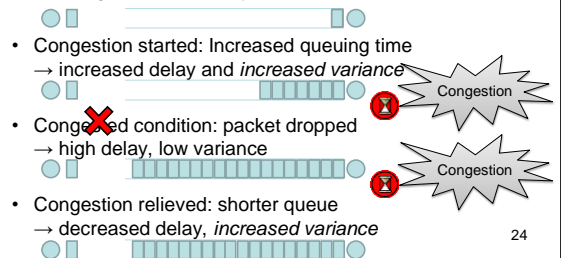 • Congestion started: Increased queuing time
→ increased delay and increased variance
Congestion
• condition: packet dropped
→ high delay, low variance
Congestion
• Congestion relieved: shorter queue
→ decreased delay, increased variance
24